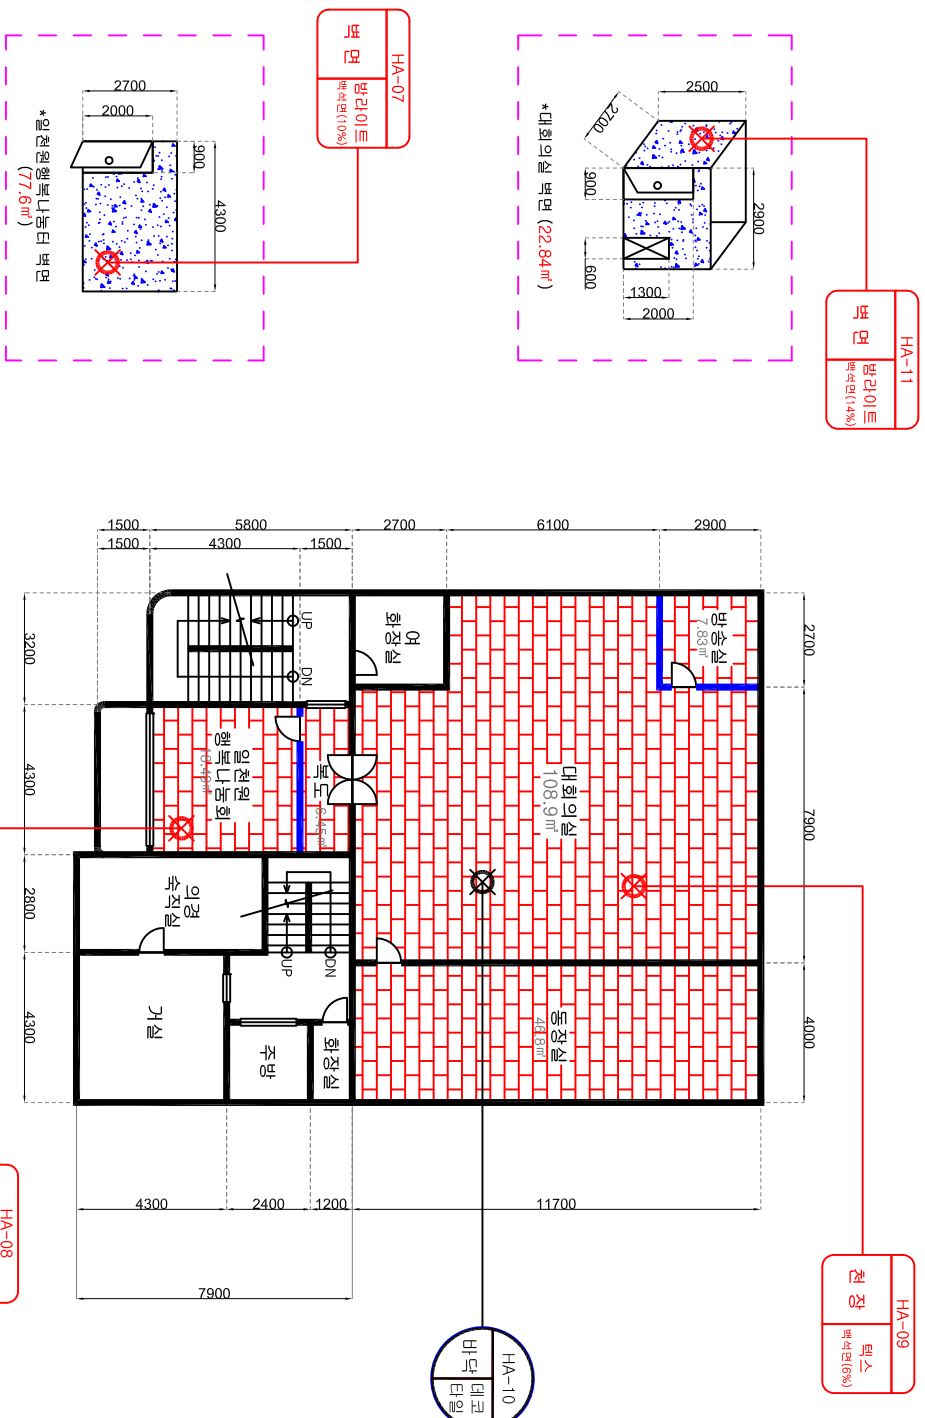 HA-07
벽 면
밤라이트
백석면(10%)
2700
2000
900
4300
*일천원행복나눔터 벽면
(77.6㎡)
HA-11
벽 면
밤라이트
백석면(14%)
2500
2700
900
2900
600
1300
2000
*대회의실 벽면 (22.84㎡)
1500
5800
2700
6100
2900
1500
4300
1500
3200
4300
2800
4300
2700
7900
4000
UP
DN
여
화장실
방송실
7.83㎡
대회의실
108.9㎡
일천원
행복나눔회
복도
6.45㎡
의경
숙직실
UP
DN
거실
주방
화장실
동장실
46.8㎡
4300
2400
1200
11700
7900
HA-08
HA-09
천 장
텍스
백석면(6%)
HA-10
바닥
데코
타일